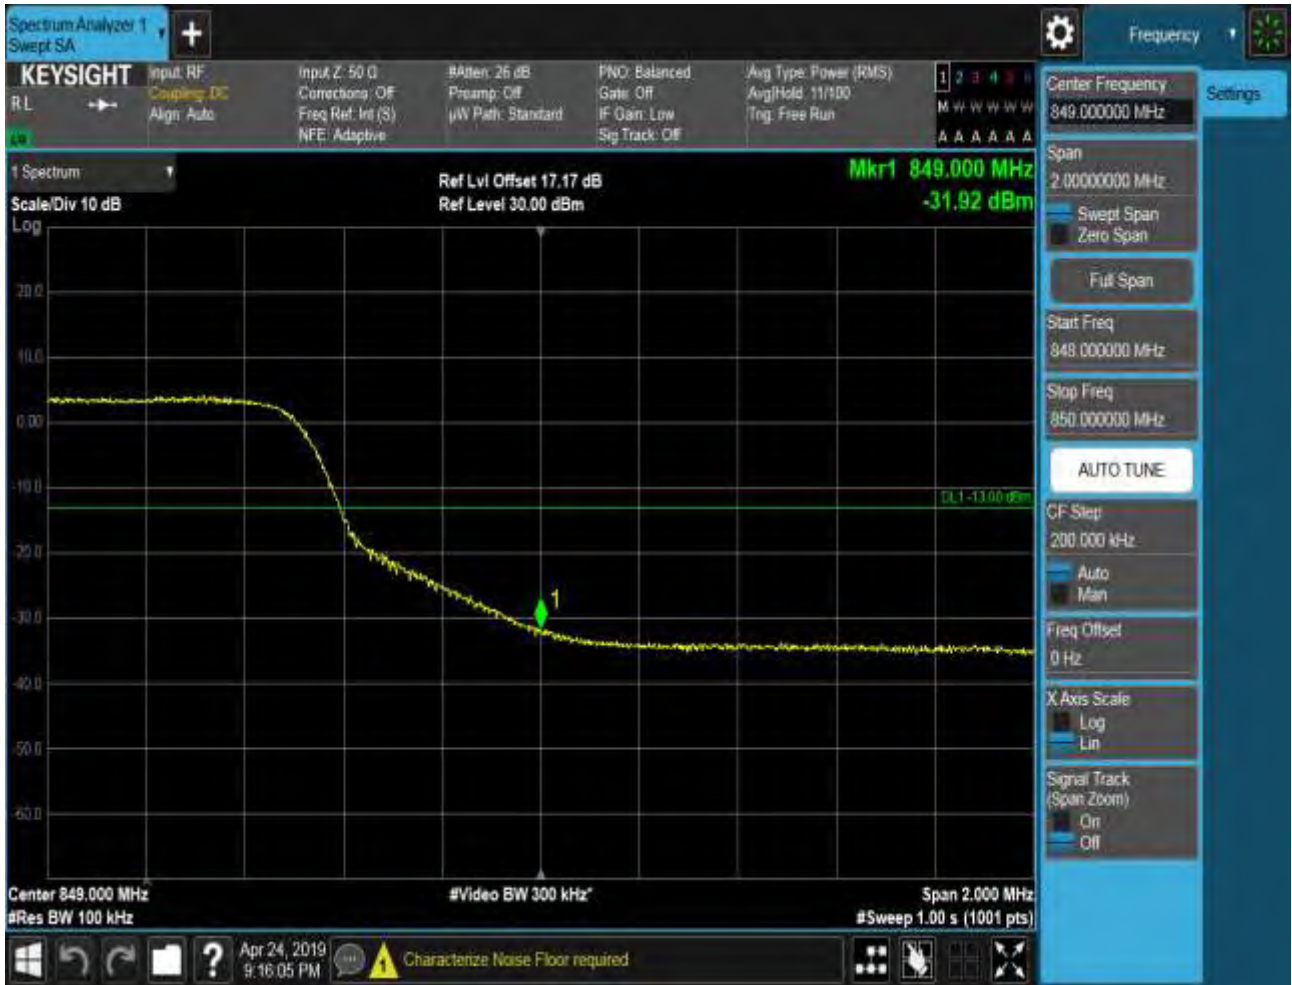 Spectrum Analyzer 1
Swept SA
+
Frequency
KEYSIGHT
RL
Input: RF
Coupling: DC
Align: Auto
Input Z: 50 Ω
Corrections: Off
Freq Ref: Int (S)
NFE: Adaptive
#Atten: 26 dB
Preamp: Off
µW Path: Standard
PNO: Balanced
Gate: Off
IF Gain: Low
Sig Track: Off
Avg Type: Power (RMS)
Avg|Hold: 11/100
Trig: Free Run
1 2 3 4 5 6
M W W W W W
A A A A A A
1 Spectrum
Scale/Div 10 dB
Log
Ref Lvl Offset 17.17 dB
Ref Level 30.00 dBm
Mkr1 849.000 MHz
-31.92 dBm
20.0
10.0
0.00
-10.0
-20.0
-30.0
-40.0
-50.0
-60.0
DL1 -13.00 dBm
1
Center 849.000 MHz
#Res BW 100 kHz
#Video BW 300 kHz*
Span 2.000 MHz
#Sweep 1.00 s (1001 pts)
Center Frequency
849.000000 MHz
Settings
Span
2.00000000 MHz
Swept Span
Zero Span
Full Span
Start Freq
848.000000 MHz
Stop Freq
850.000000 MHz
AUTO TUNE
CF Step
200.000 kHz
Auto
Man
Freq Offset
0 Hz
X Axis Scale
Log
Lin
Signal Track
(Span Zoom)
On
Off
?
Apr 24, 2019
9:16:05 PM
1
Characterize Noise Floor required